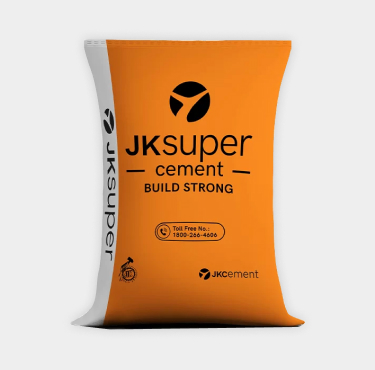 JKsuper
cement
BUILD STRONG
Toll Free No.:
1800-266-4606
JKCement
JKsuper